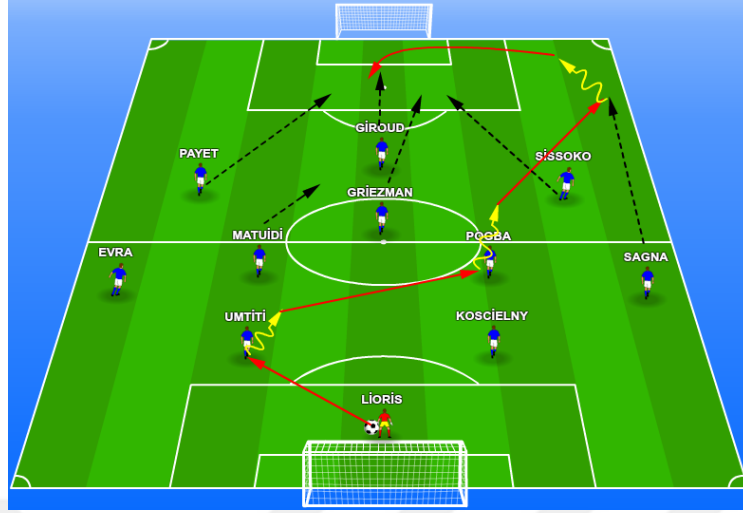 GİROUD
PAYET
SİSSOKO
GRİEZMAN
MATUİDİ
POGBA
EVRA
SAGNA
UMTİTİ
KOSCİELNY
LİORİS